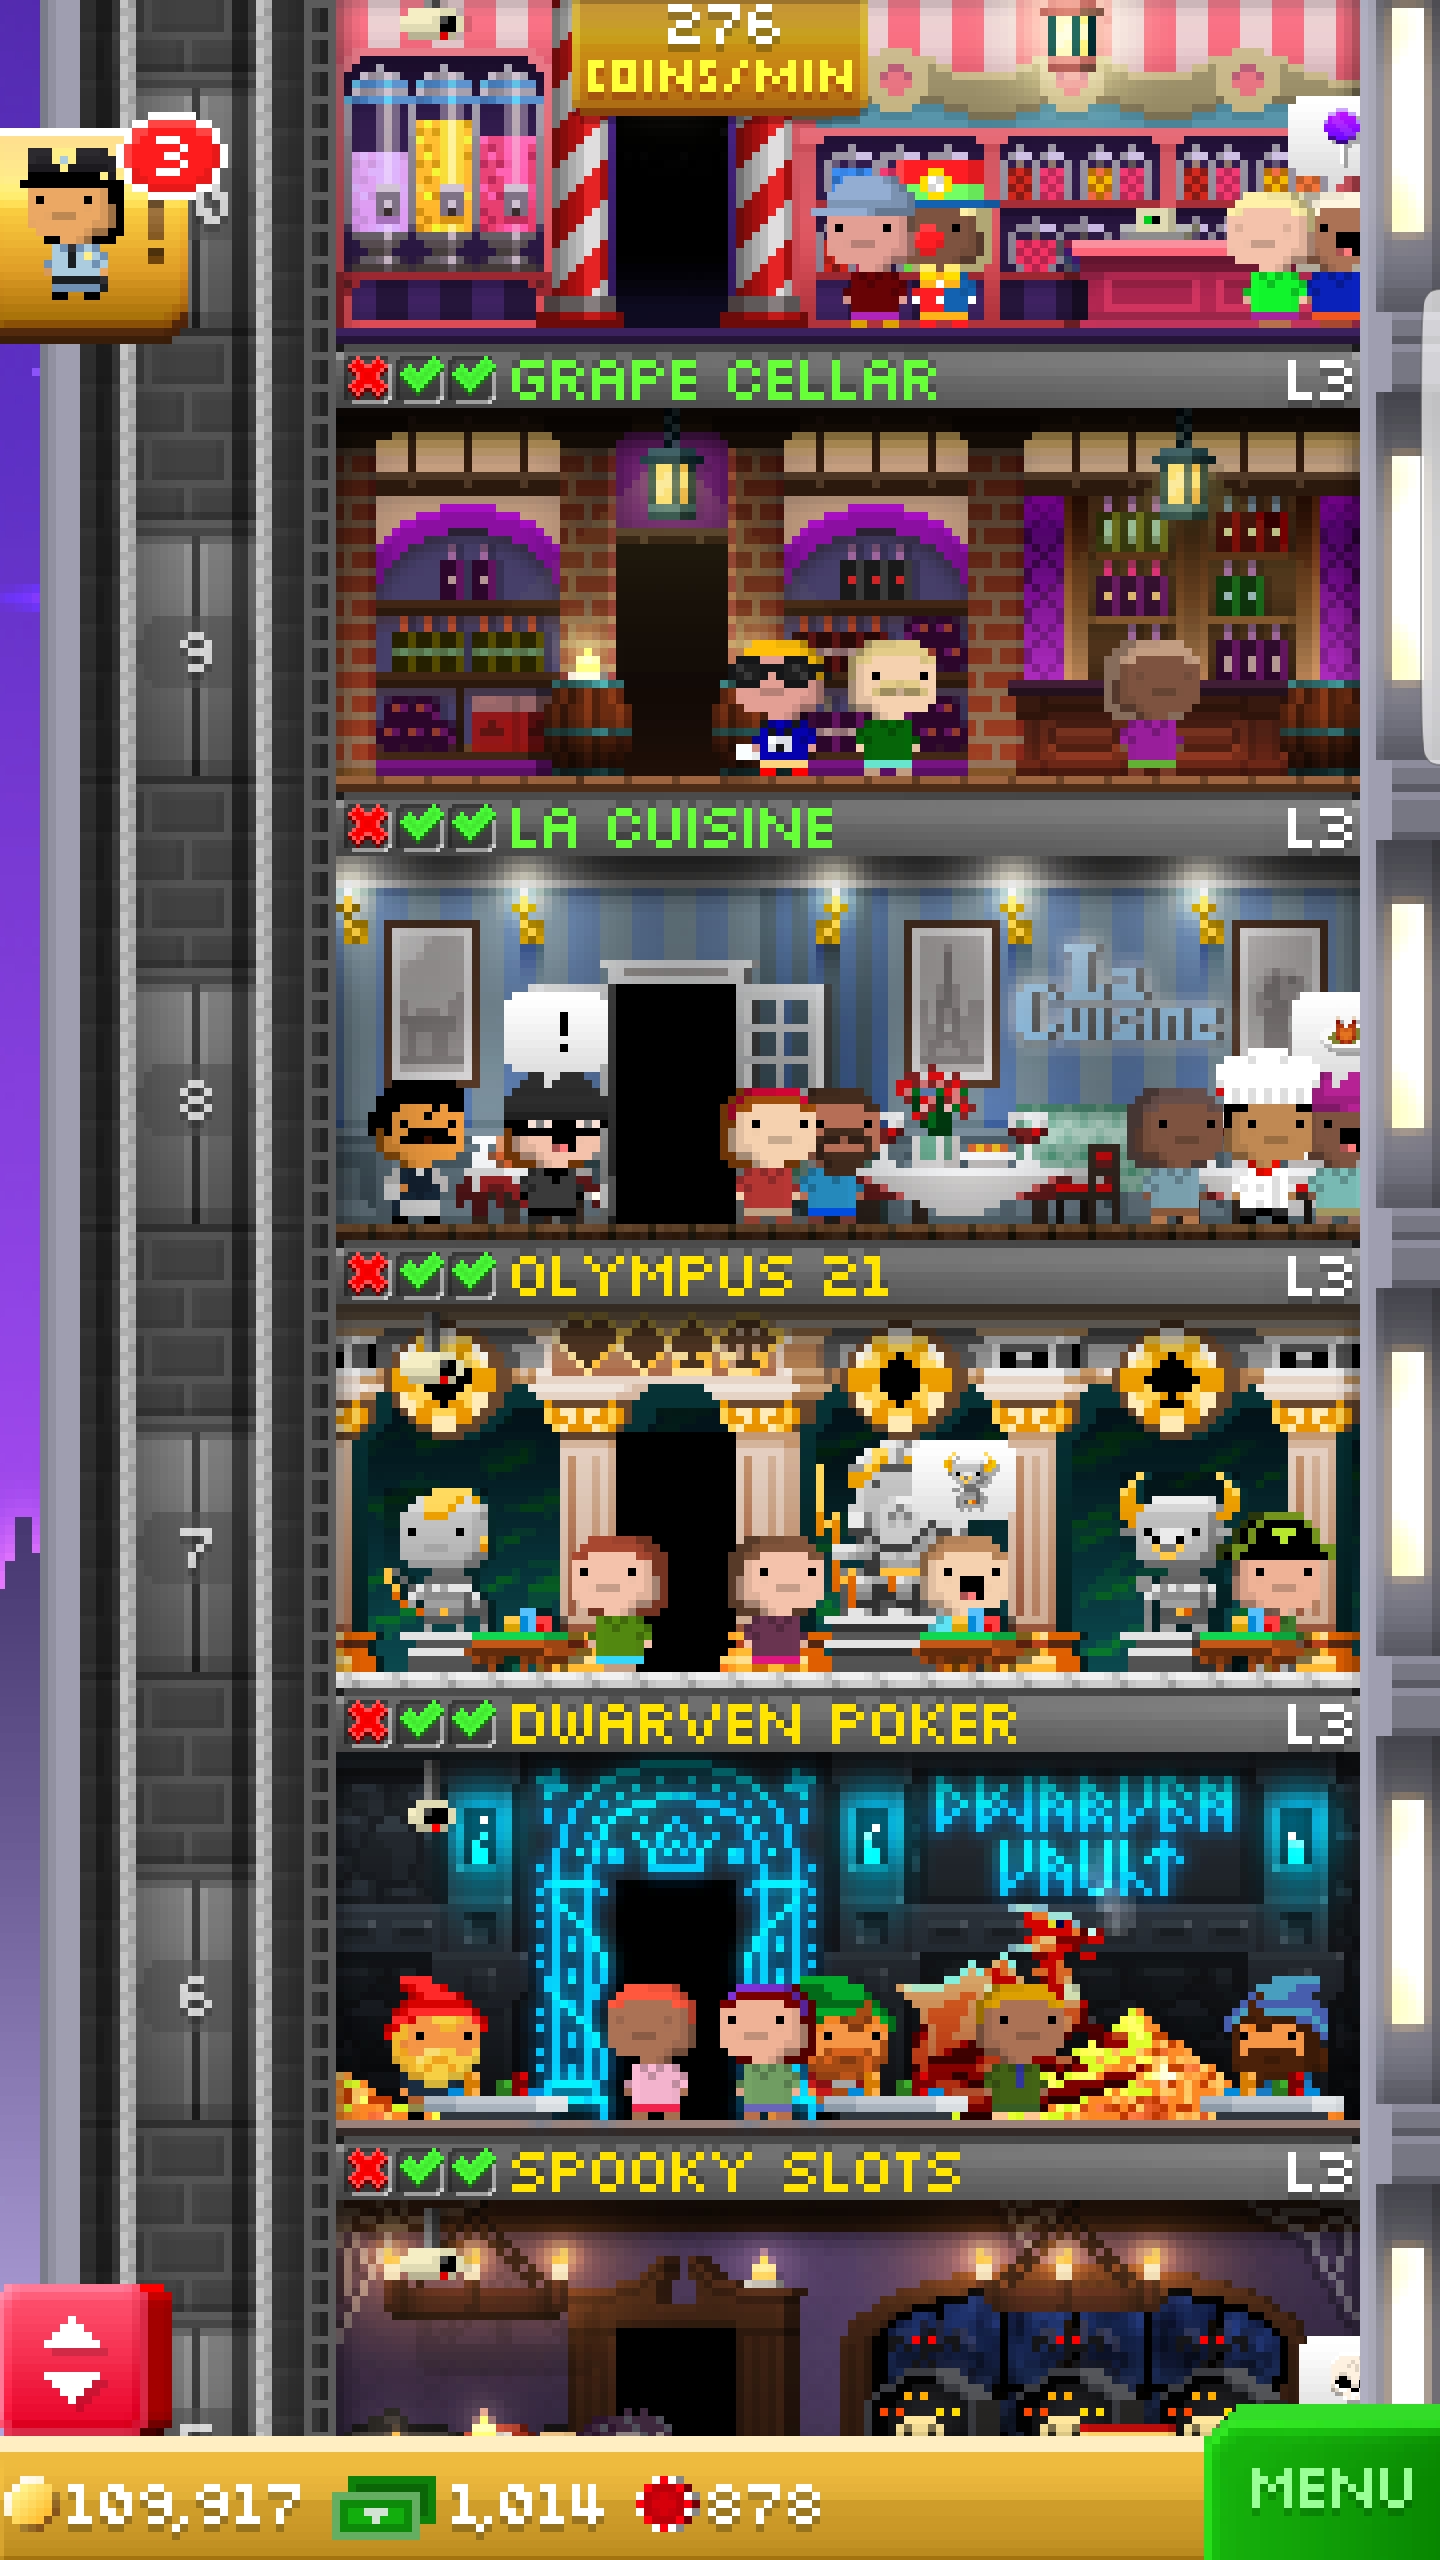 276
COINS/MIN
3
!
GRAPE CELLAR
L3
9
LA CUISINE
L3
La
Cuisine
!
8
OLYMPUS 21
L3
7
DWARVEN POKER
L3
DWARVEN
VAULT
6
SPOOKY SLOTS
L3
109,917
1,014
878
MENU